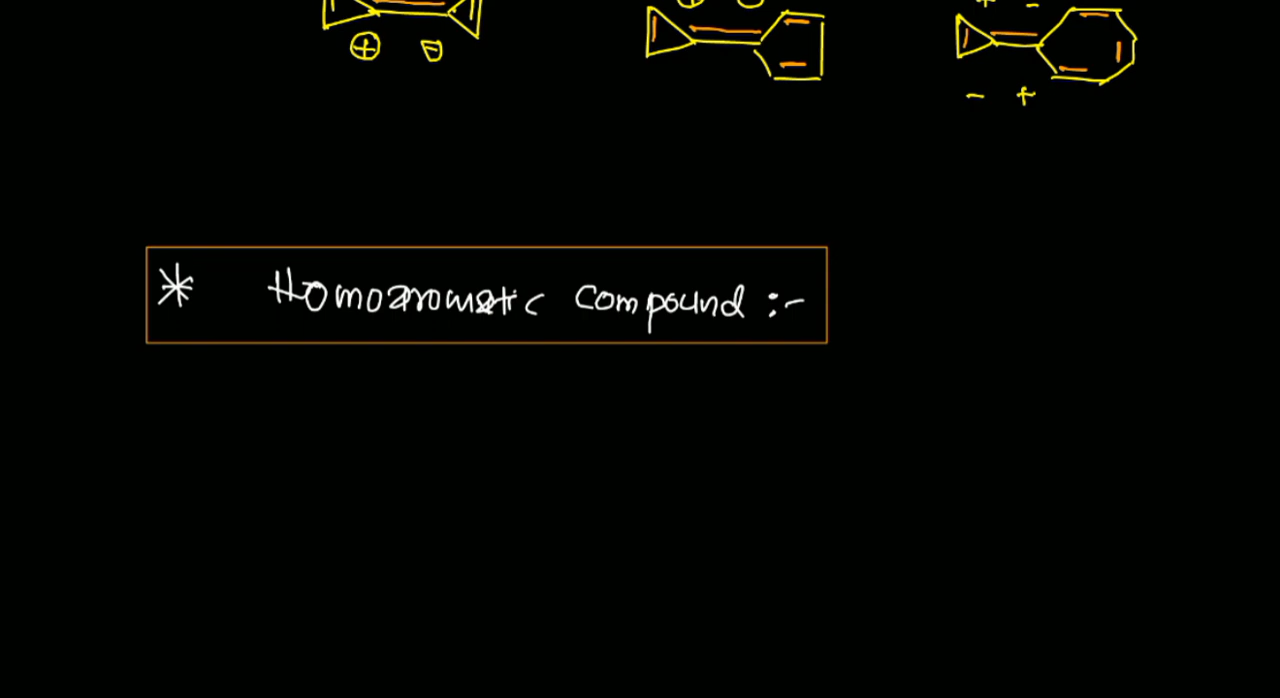 ⊕ ⊖
+ -
- +
* Homoaromatic compound :-